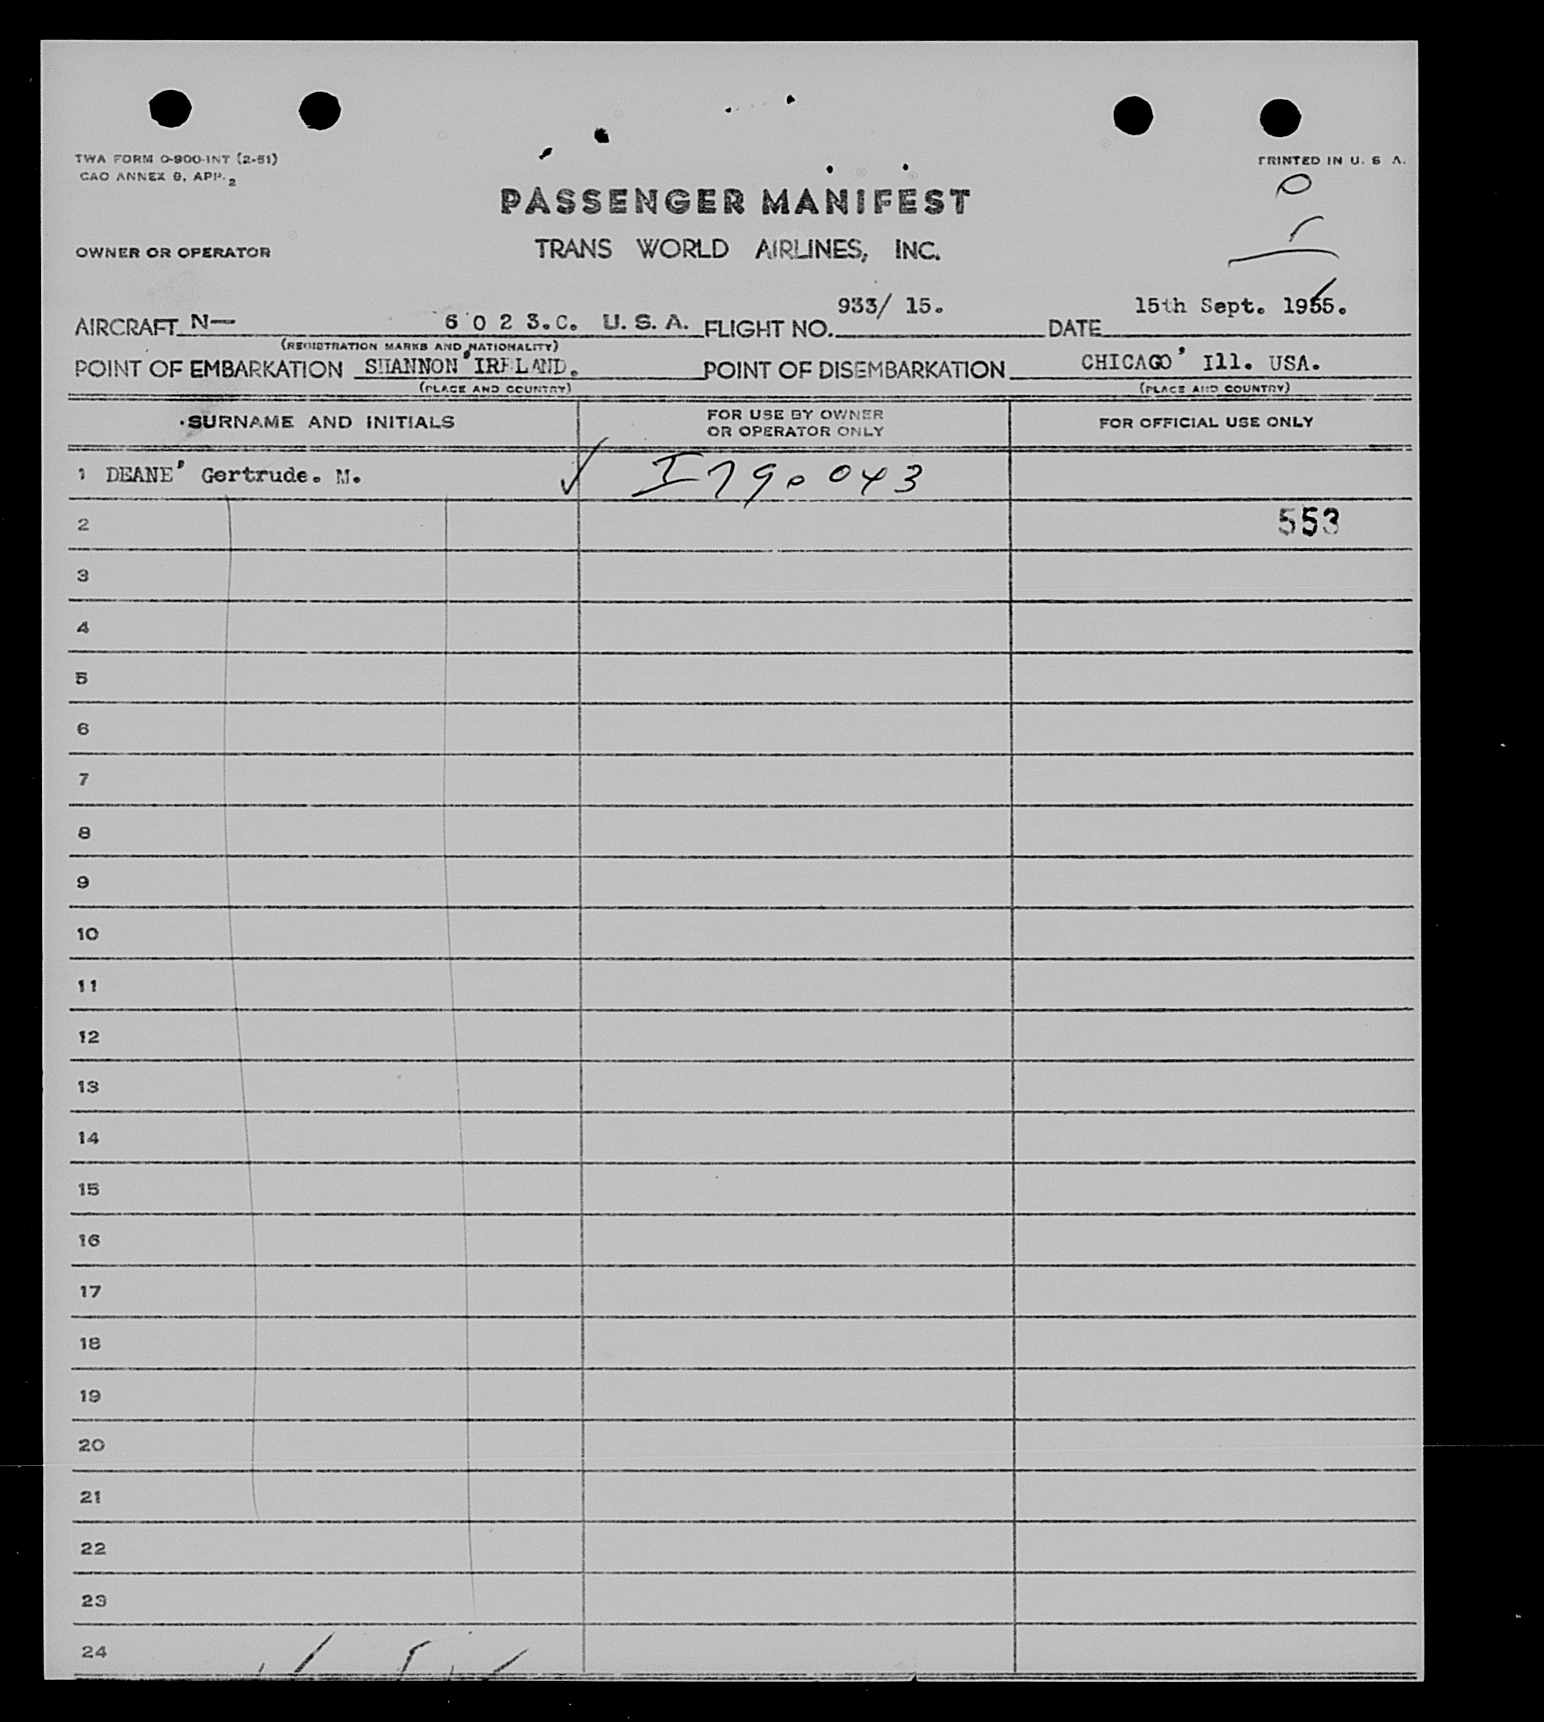 TWA FORM O-900-INT (2-51)
CAO ANNEX 9, APP. 2
PRINTED IN U. S. A.
PASSENGER MANIFEST
OWNER OR OPERATOR
TRANS WORLD AIRLINES, INC.
AIRCRAFT N— 6 0 2 3.C. U. S. A. FLIGHT NO. 933/ 15. DATE 15th Sept. 1955.
(REGISTRATION MARKS AND NATIONALITY)
POINT OF EMBARKATION SHANNON' IRELAND. POINT OF DISEMBARKATION CHICAGO' Ill. USA.
(PLACE AND COUNTRY) (PLACE AND COUNTRY)
SURNAME AND INITIALS FOR USE BY OWNER OR OPERATOR ONLY FOR OFFICIAL USE ONLY
1 DEANE' Gertrude. M. ✓ I790043
2 553
3
4
5
6
7
8
9
10
11
12
13
14
15
16
17
18
19
20
21
22
23
24